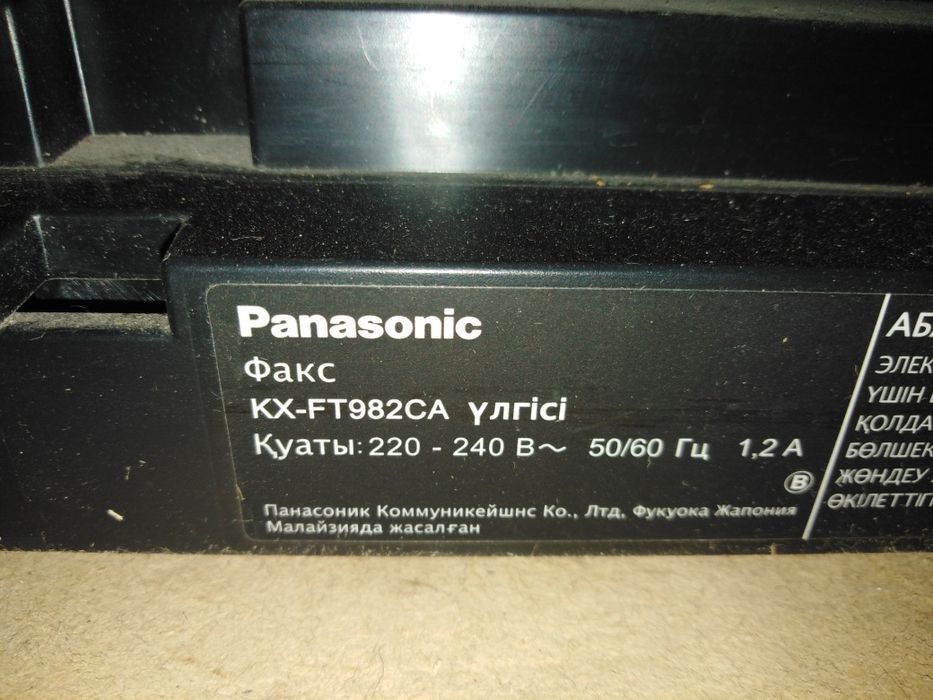 Panasonic
Факс
KX-FT982CA үлгісі
Қуаты: 220 - 240 В~ 50/60 Гц 1,2 А
B
Панасоник Коммуникейшнс Ко., Лтд. Фукуока Жапония
Малайзияда жасалған
ҮШІН